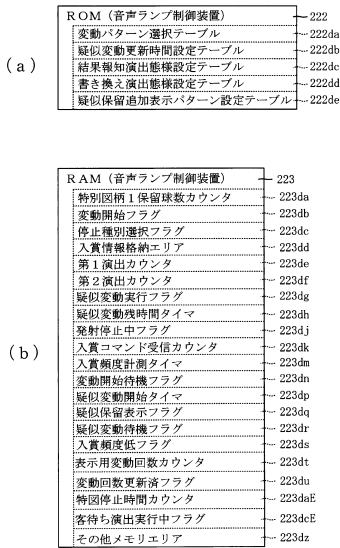 (a)
ROM（音声ランプ制御装置） 222
変動パターン選択テーブル 222da
疑似変動更新時間設定テーブル 222db
結果報知演出態様設定テーブル 222dc
書き換え演出態様設定テーブル 222dd
疑似保留追加表示パターン設定テーブル 222de
(b)
RAM（音声ランプ制御装置） 223
特別図柄１保留球数カウンタ 223da
変動開始フラグ 223db
停止種別選択フラグ 223dc
入賞情報格納エリア 223dd
第１演出カウンタ 223de
第２演出カウンタ 223df
疑似変動実行フラグ 223dg
疑似変動残時間タイマ 223dh
発射停止中フラグ 223dj
入賞コマンド受信カウンタ 223dk
入賞頻度計測タイマ 223dm
変動開始待機フラグ 223dn
疑似変動開始タイマ 223dp
疑似保留表示フラグ 223dq
疑似変動待機フラグ 223dr
入賞頻度低フラグ 223ds
表示用変動回数カウンタ 223dt
変動回数更新済フラグ 223du
特図停止時間カウンタ 223daE
客待ち演出実行中フラグ 223dcE
その他メモリエリア 223dz